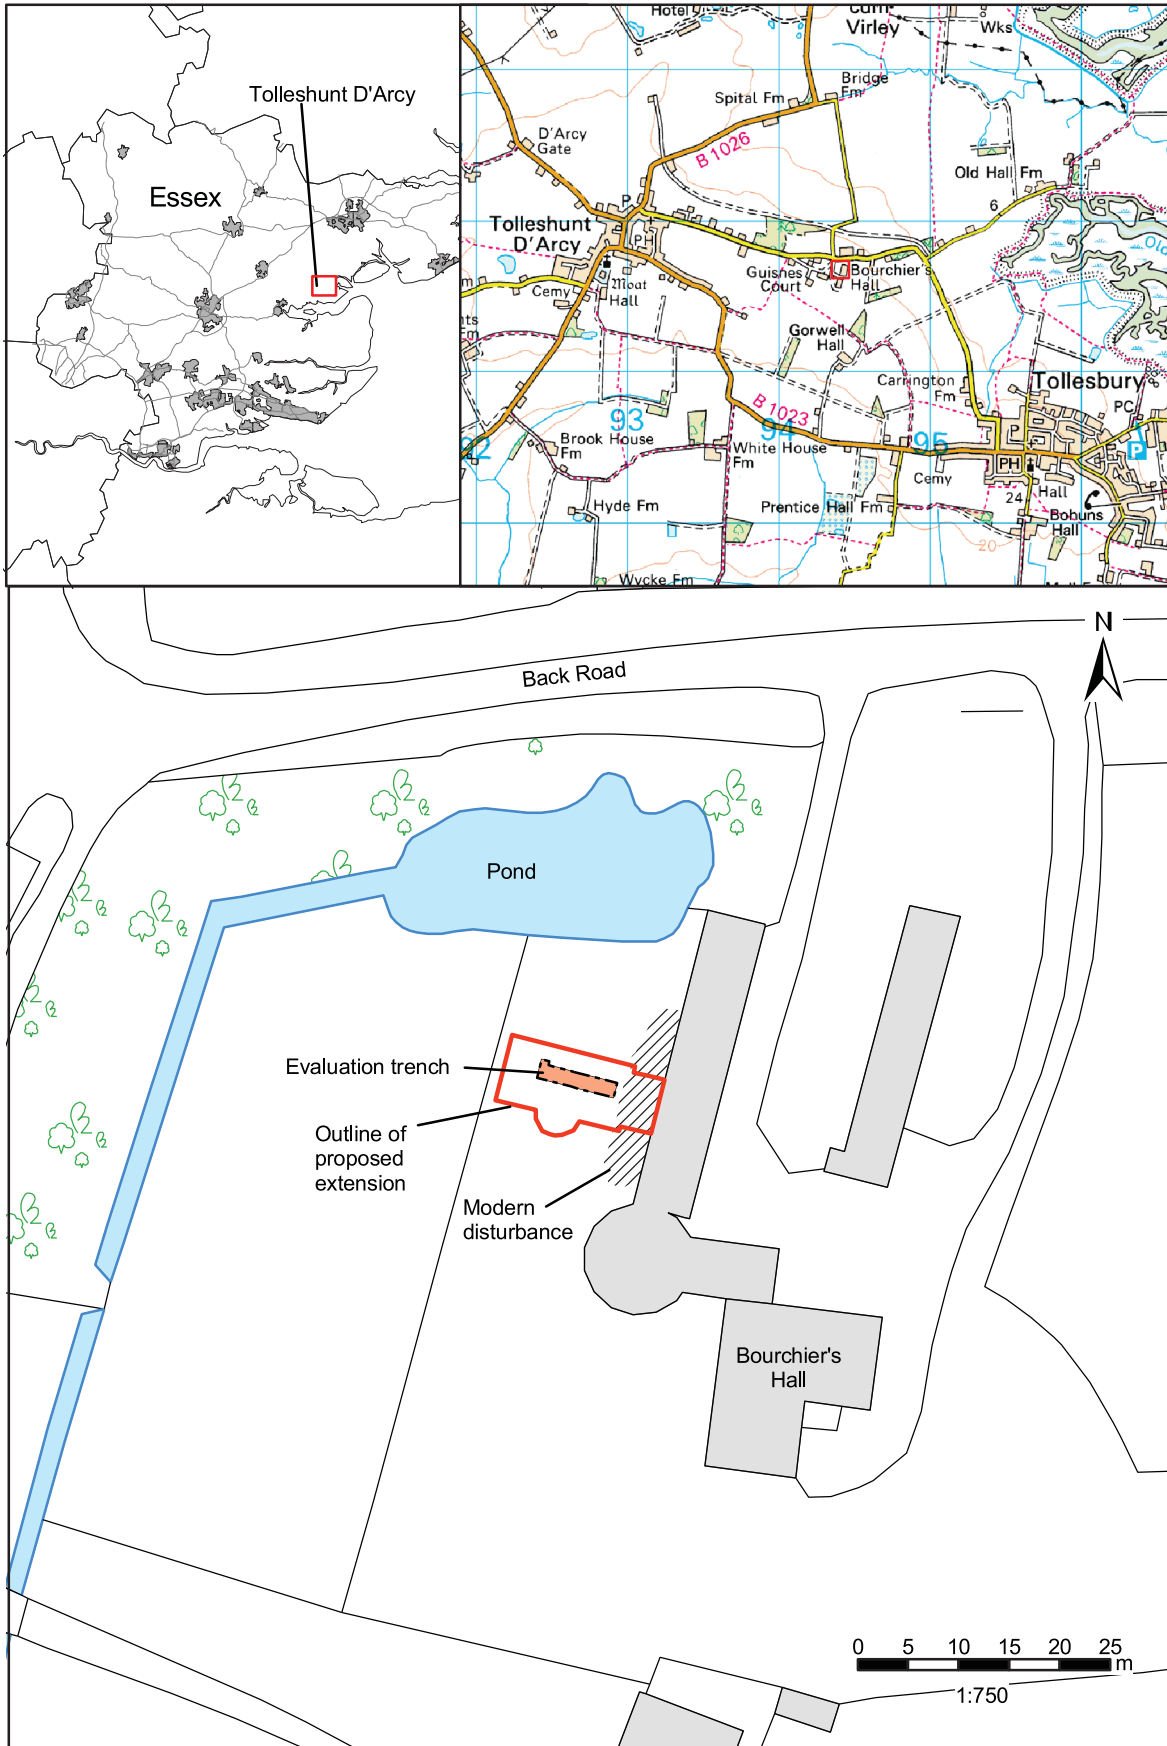 Tolleshunt D'Arcy
Essex
Hotel
Virley
Wks
Bridge
Fm
Spital Fm
D'Arcy
Gate
B 1026
Old Hall Fm
6
P
Tolleshunt
D'Arcy
PH
Guishes
Court
Bourchier's
Hall
Moat
Hall
Cemy
Gorwell
Hall
Carrington
Fm
Tollesbury
PC
P
B 1023
93
94
95
Brook House
Fm
White House
Fm
PH
Cemy
Hall
24
Hyde Fm
Prentice Hall Fm
Bohuns
Hall
20
Wycke Fm
N
Back Road
Pond
Evaluation trench
Outline of
proposed
extension
Modern
disturbance
Bourchier's
Hall
0 5 10 15 20 25
m
1:750